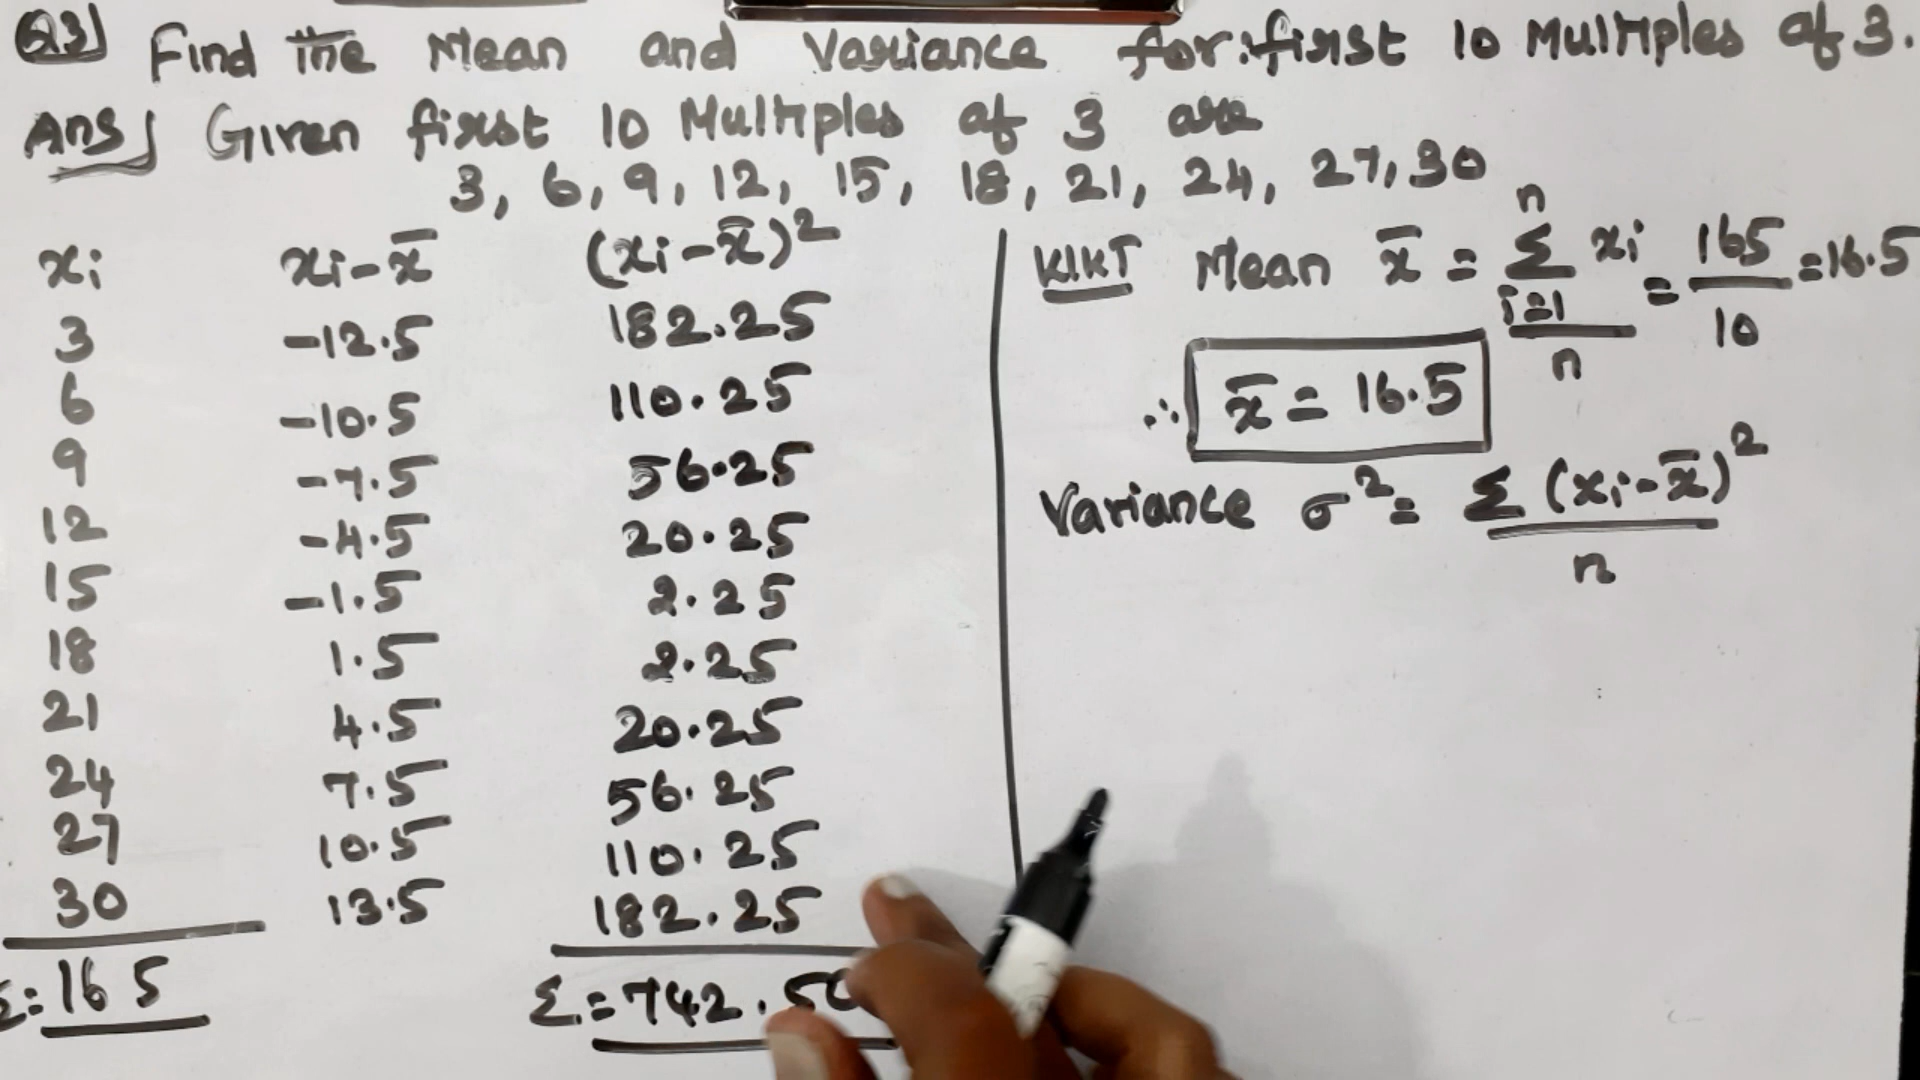 Q3) Find the Mean and Variance for: first 10 Multiples of 3.
Ans) Given first 10 Multiples of 3 are
3, 6, 9, 12, 15, 18, 21, 24, 27, 30
xi xi-x̄ (xi-x̄)²
3 -12.5 182.25
6 -10.5 110.25
9 -7.5 56.25
12 -4.5 20.25
15 -1.5 2.25
18 1.5 2.25
21 4.5 20.25
24 7.5 56.25
27 10.5 110.25
30 13.5 182.25
Σ=165 Σ=742.50
WKT Mean x̄ = Σ xi = 165 = 16.5
n
i=1
n
10
∴ x̄ = 16.5
Variance σ² = Σ (xi-x̄)²
n